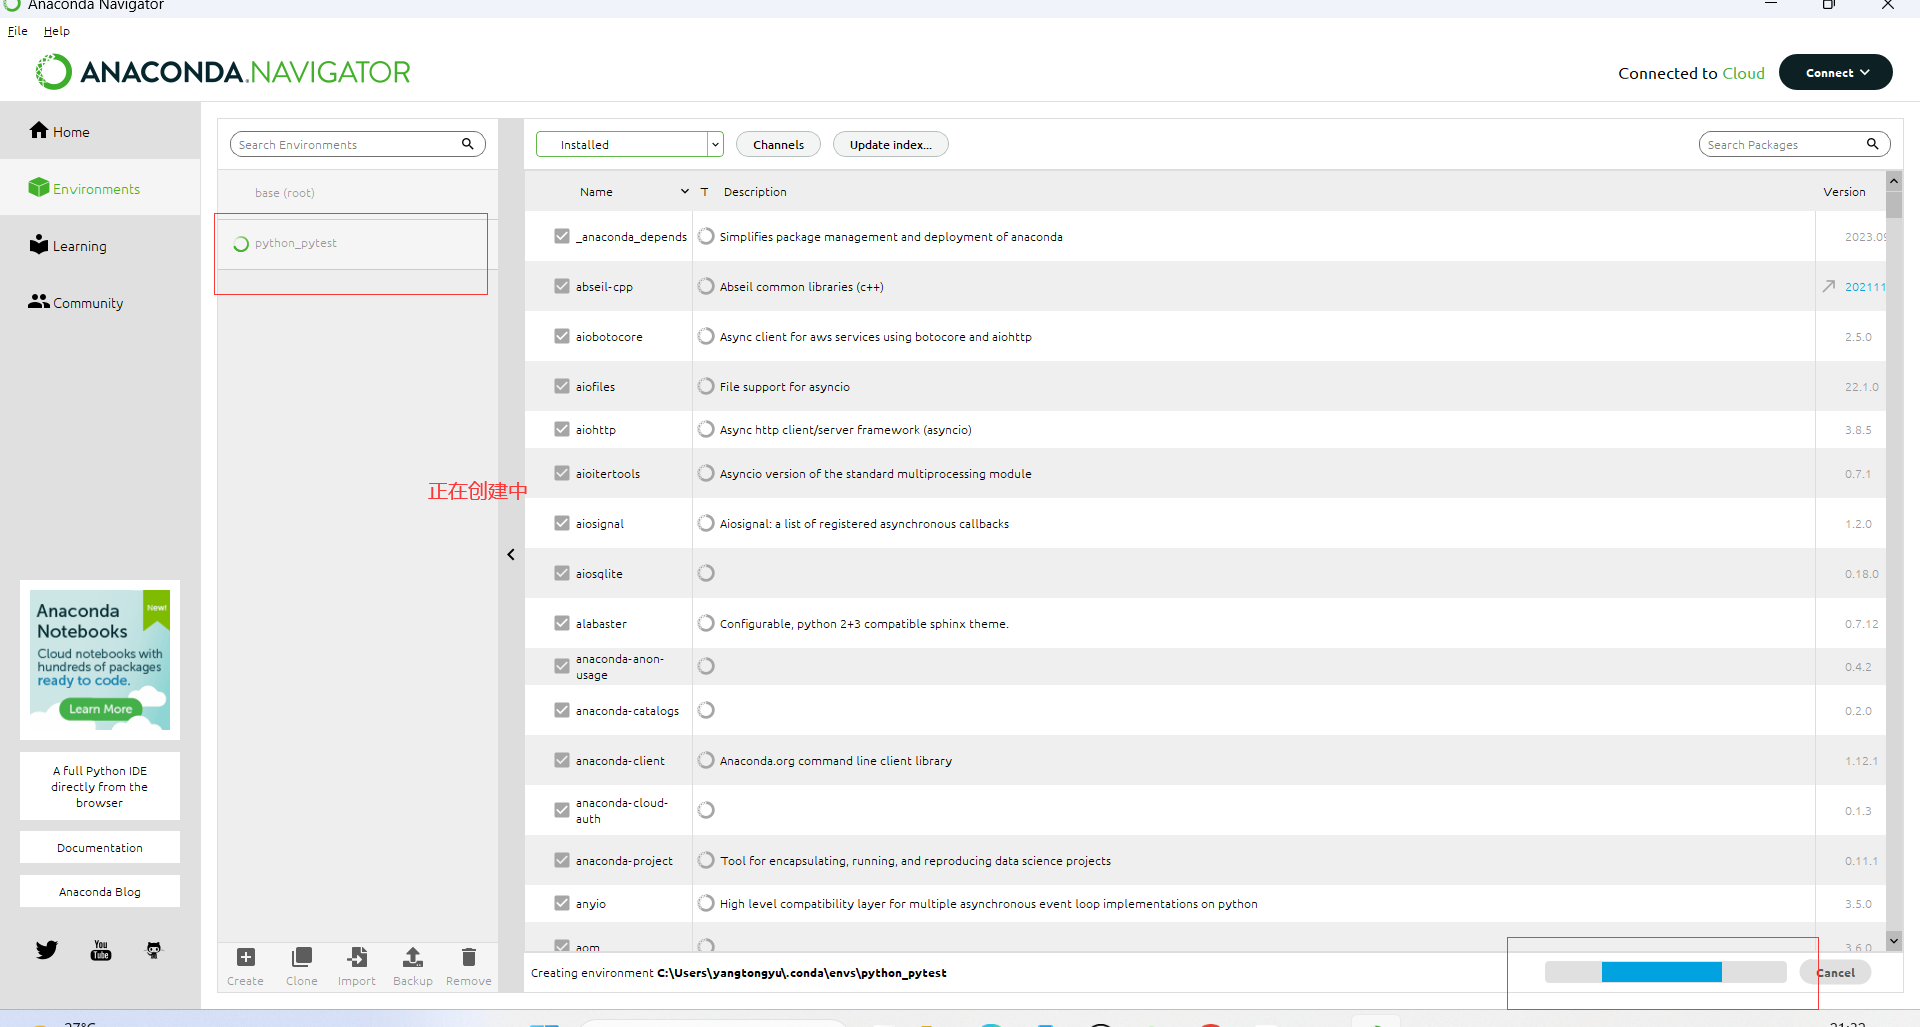 Anaconda Navigator
File Help
ANACONDA.NAVIGATOR
Connected to Cloud
Connect
Home
Environments
Learning
Community
Anaconda Notebooks
New!
Cloud notebooks with
hundreds of packages
ready to code.
Learn More
A full Python IDE
directly from the
browser
Documentation
Anaconda Blog
You
Tube
Search Environments
base (root)
python_pytest
正在创建中
Create Clone Import Backup Remove
Installed
Channels
Update index...
Search Packages
Name T Description Version
_anaconda_depends Simplifies package management and deployment of anaconda 2023.09
abseil-cpp Abseil common libraries (c++) 202111
aiobotocore Async client for aws services using botocore and aiohttp 2.5.0
aiofiles File support for asyncio 22.1.0
aiohttp Async http client/server framework (asyncio) 3.8.5
aioitertools Asyncio version of the standard multiprocessing module 0.7.1
aiosignal Aiosignal: a list of registered asynchronous callbacks 1.2.0
aiosqlite 0.18.0
alabaster Configurable, python 2+3 compatible sphinx theme. 0.7.12
anaconda-anon-
usage 0.4.2
anaconda-catalogs 0.2.0
anaconda-client Anaconda.org command line client library 1.12.1
anaconda-cloud-
auth 0.1.3
anaconda-project Tool for encapsulating, running, and reproducing data science projects 0.11.1
anyio High level compatibility layer for multiple asynchronous event loop implementations on python 3.5.0
aom 3.6.0
Creating environment C:\Users\yangtongyu\.conda\envs\python_pytest
Cancel
27°C